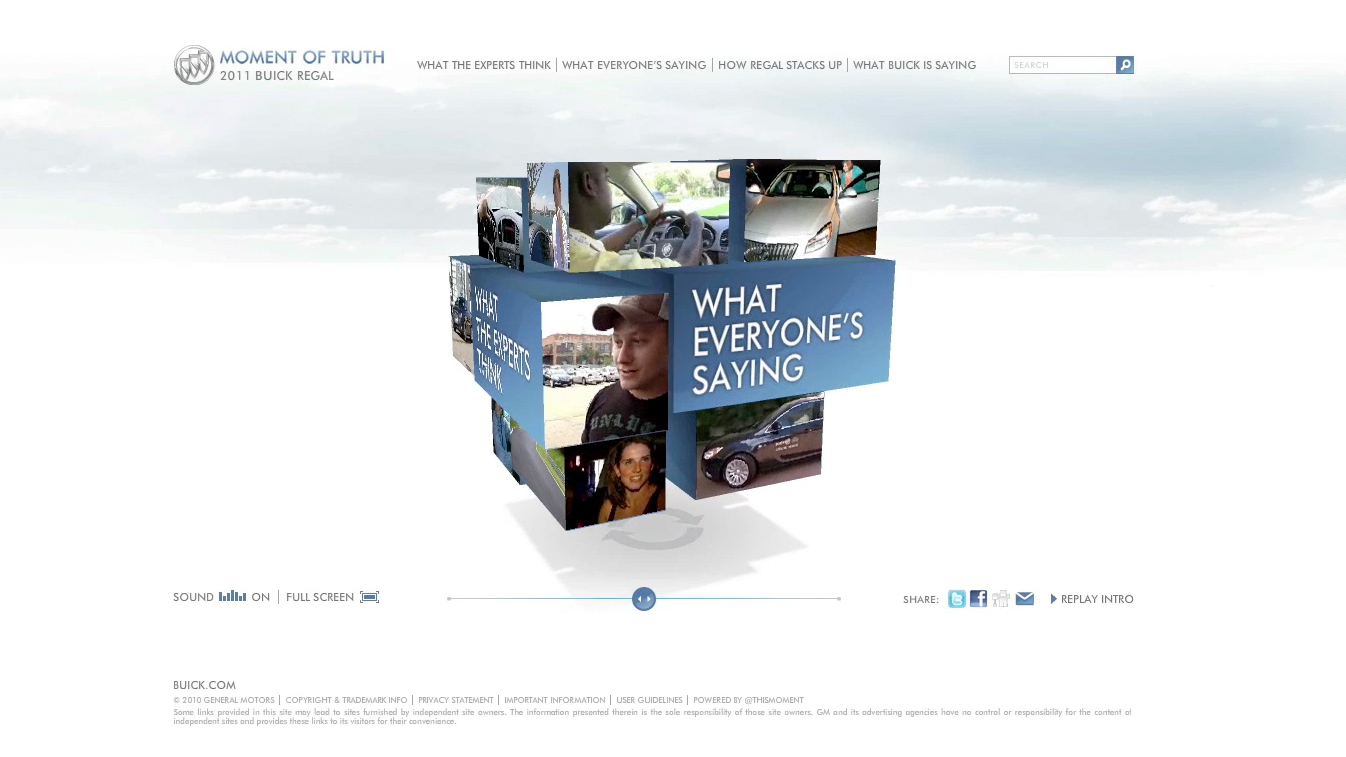 MOMENT OF TRUTH
2011 BUICK REGAL
WHAT THE EXPERTS THINK | WHAT EVERYONE'S SAYING | HOW REGAL STACKS UP | WHAT BUICK IS SAYING
SEARCH
WHAT
THE EXPERTS
THINK
WHAT
EVERYONE'S
SAYING
SOUND ON | FULL SCREEN
SHARE:
REPLAY INTRO
BUICK.COM
© 2010 GENERAL MOTORS | COPYRIGHT & TRADEMARK INFO | PRIVACY STATEMENT | IMPORTANT INFORMATION | USER GUIDELINES | POWERED BY @THISMOMENT
Some links provided in this site may lead to sites furnished by independent site owners. The information presented therein is the sole responsibility of those site owners. GM and its advertising agencies have no control or responsibility for the content of
independent sites and provides these links to its visitors for their convenience.